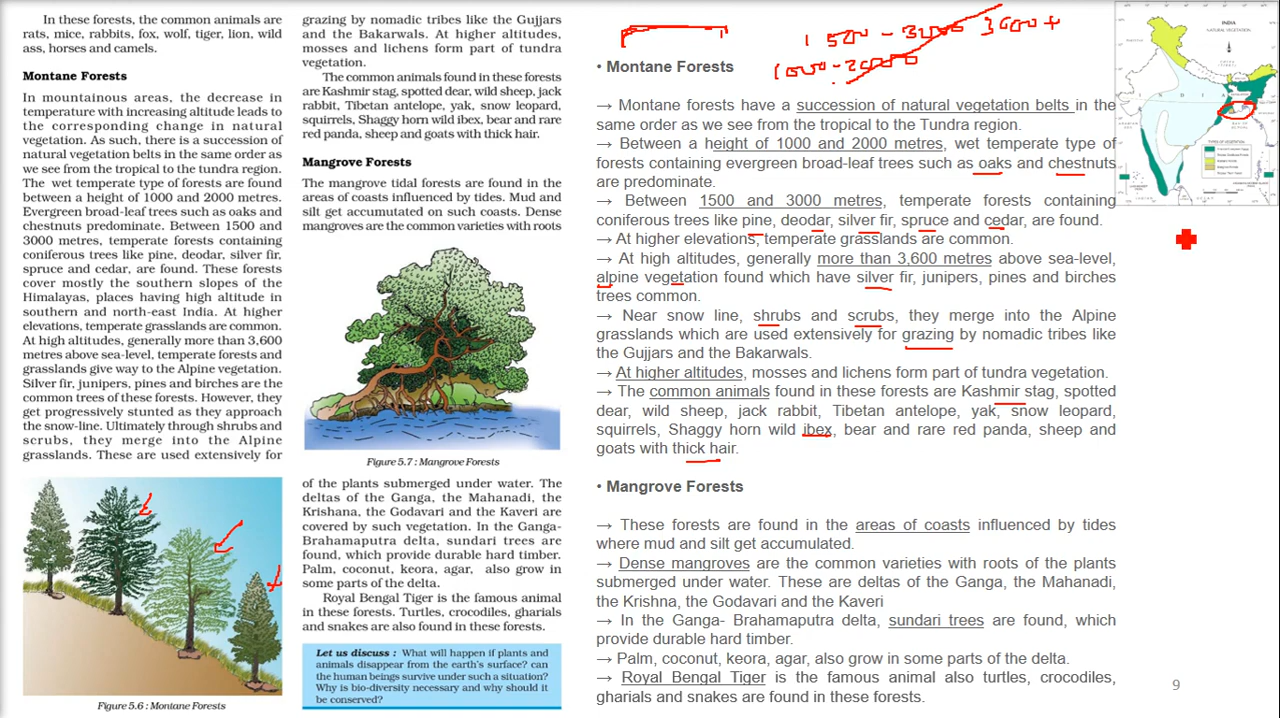 In these forests, the common animals are
rats, mice, rabbits, fox, wolf, tiger, lion, wild
ass, horses and camels.
Montane Forests
In mountainous areas, the decrease in
temperature with increasing altitude leads to
the corresponding change in natural
vegetation. As such, there is a succession of
natural vegetation belts in the same order as
we see from the tropical to the tundra region.
The wet temperate type of forests are found
between a height of 1000 and 2000 metres.
Evergreen broad-leaf trees such as oaks and
chestnuts predominate. Between 1500 and
3000 metres, temperate forests containing
coniferous trees like pine, deodar, silver fir,
spruce and cedar, are found. These forests
cover mostly the southern slopes of the
Himalayas, places having high altitude in
southern and north-east India. At higher
elevations, temperate grasslands are common.
At high altitudes, generally more than 3,600
metres above sea-level, temperate forests and
grasslands give way to the Alpine vegetation.
Silver fir, junipers, pines and birches are the
common trees of these forests. However, they
get progressively stunted as they approach
the snow-line. Ultimately through shrubs and
scrubs, they merge into the Alpine
grasslands. These are used extensively for
Figure 5.6 : Montane Forests
grazing by nomadic tribes like the Gujjars
and the Bakarwals. At higher altitudes,
mosses and lichens form part of tundra
vegetation.
The common animals found in these forests
are Kashmir stag, spotted dear, wild sheep, jack
rabbit, Tibetan antelope, yak, snow leopard,
squirrels, Shaggy horn wild ibex, bear and rare
red panda, sheep and goats with thick hair.
Mangrove Forests
The mangrove tidal forests are found in the
areas of coasts influenced by tides. Mud and
silt get accumutated on such coasts. Dense
mangroves are the common varieties with roots
Figure 5.7 : Mangrove Forests
of the plants submerged under water. The
deltas of the Ganga, the Mahanadi, the
Krishana, the Godavari and the Kaveri are
covered by such vegetation. In the Ganga-
Brahamaputra delta, sundari trees are
found, which provide durable hard timber.
Palm, coconut, keora, agar, also grow in
some parts of the delta.
Royal Bengal Tiger is the famous animal
in these forests. Turtles, crocodiles, gharials
and snakes are also found in these forests.
Let us discuss : What will happen if plants and
animals disappear from the earth's surface? can
the human beings survive under such a situation?
Why is bio-diversity necessary and why should it
be conserved?
1500 - 3000 3600+
1000-2000
• Montane Forests
→ Montane forests have a succession of natural vegetation belts in the
same order as we see from the tropical to the Tundra region.
→ Between a height of 1000 and 2000 metres, wet temperate type of
forests containing evergreen broad-leaf trees such as oaks and chestnuts
are predominate.
→ Between 1500 and 3000 metres, temperate forests containing
coniferous trees like pine, deodar, silver fir, spruce and cedar, are found.
→ At higher elevations, temperate grasslands are common.
→ At high altitudes, generally more than 3,600 metres above sea-level,
alpine vegetation found which have silver fir, junipers, pines and birches
trees common.
→ Near snow line, shrubs and scrubs, they merge into the Alpine
grasslands which are used extensively for grazing by nomadic tribes like
the Gujjars and the Bakarwals.
→ At higher altitudes, mosses and lichens form part of tundra vegetation.
→ The common animals found in these forests are Kashmir stag, spotted
dear, wild sheep, jack rabbit, Tibetan antelope, yak, snow leopard,
squirrels, Shaggy horn wild ibex, bear and rare red panda, sheep and
goats with thick hair.
• Mangrove Forests
→ These forests are found in the areas of coasts influenced by tides
where mud and silt get accumulated.
→ Dense mangroves are the common varieties with roots of the plants
submerged under water. These are deltas of the Ganga, the Mahanadi,
the Krishna, the Godavari and the Kaveri
→ In the Ganga- Brahamaputra delta, sundari trees are found, which
provide durable hard timber.
→ Palm, coconut, keora, agar, also grow in some parts of the delta.
→ Royal Bengal Tiger is the famous animal also turtles, crocodiles,
gharials and snakes are found in these forests.
INDIA
NATURAL VEGETATION
9